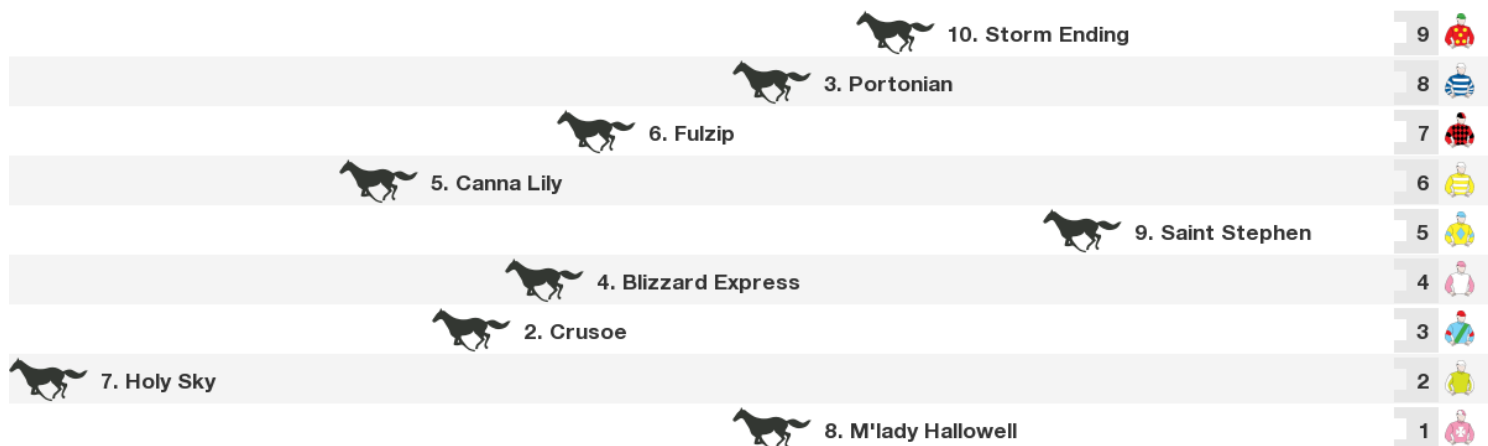 10. Storm Ending 9
3. Portonian 8
6. Fulzip 7
5. Canna Lily 6
9. Saint Stephen 5
4. Blizzard Express 4
2. Crusoe 3
7. Holy Sky 2
8. M'lady Hallowell 1